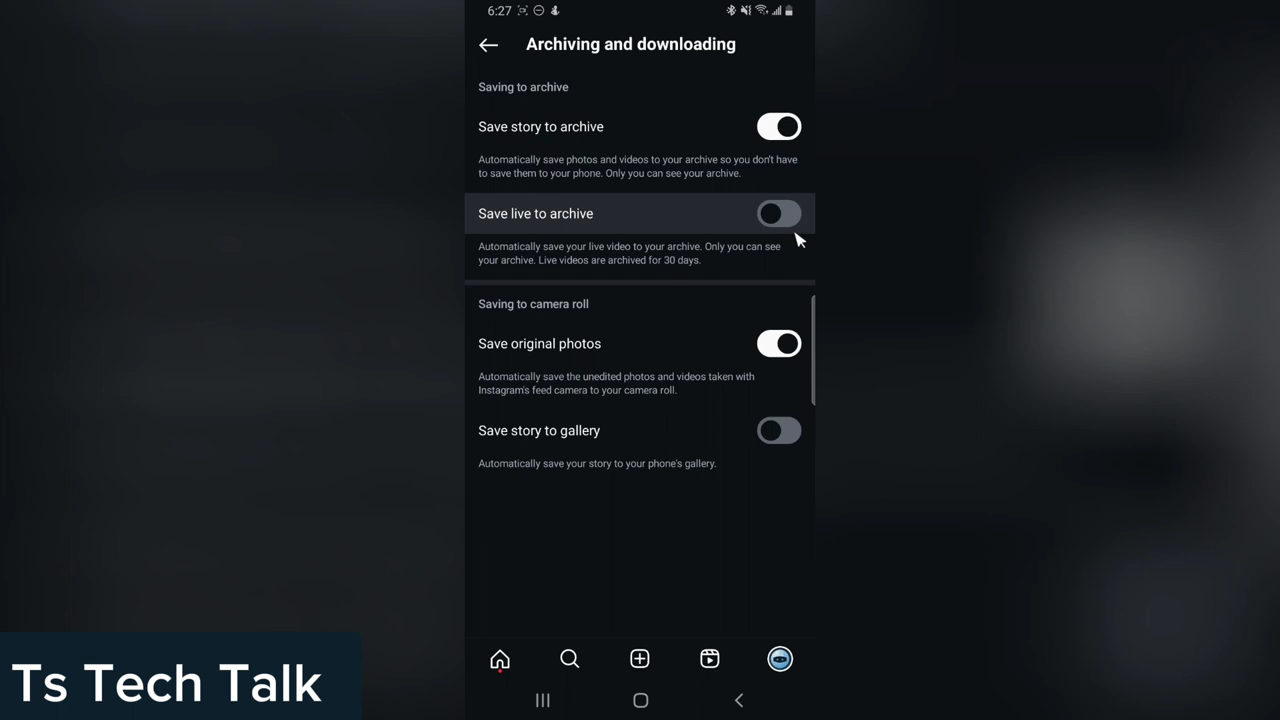 6:27
Archiving and downloading
Saving to archive
Save story to archive
Automatically save photos and videos to your archive so you don't have
to save them to your phone. Only you can see your archive.
Save live to archive
Automatically save your live video to your archive. Only you can see
your archive. Live videos are archived for 30 days.
Saving to camera roll
Save original photos
Automatically save the unedited photos and videos taken with
Instagram's feed camera to your camera roll.
Save story to gallery
Automatically save your story to your phone's gallery.
Ts Tech Talk